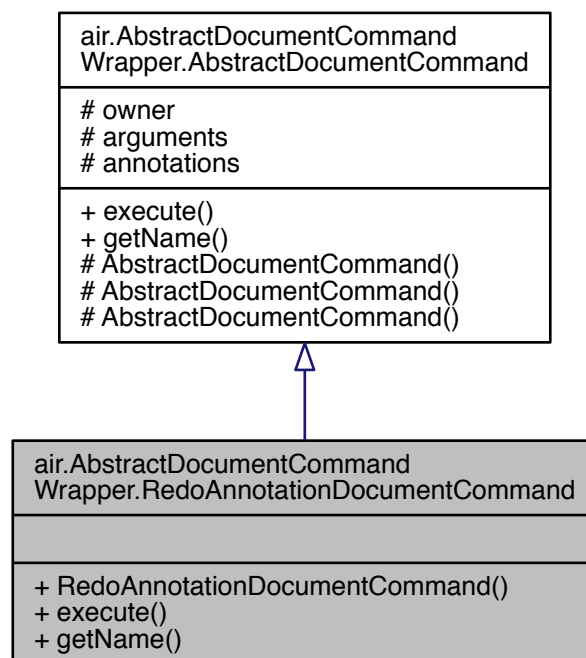 air.AbstractDocumentCommand
Wrapper.AbstractDocumentCommand
# owner
# arguments
# annotations
+ execute()
+ getName()
# AbstractDocumentCommand()
# AbstractDocumentCommand()
# AbstractDocumentCommand()
air.AbstractDocumentCommand
Wrapper.RedoAnnotationDocumentCommand
+ RedoAnnotationDocumentCommand()
+ execute()
+ getName()